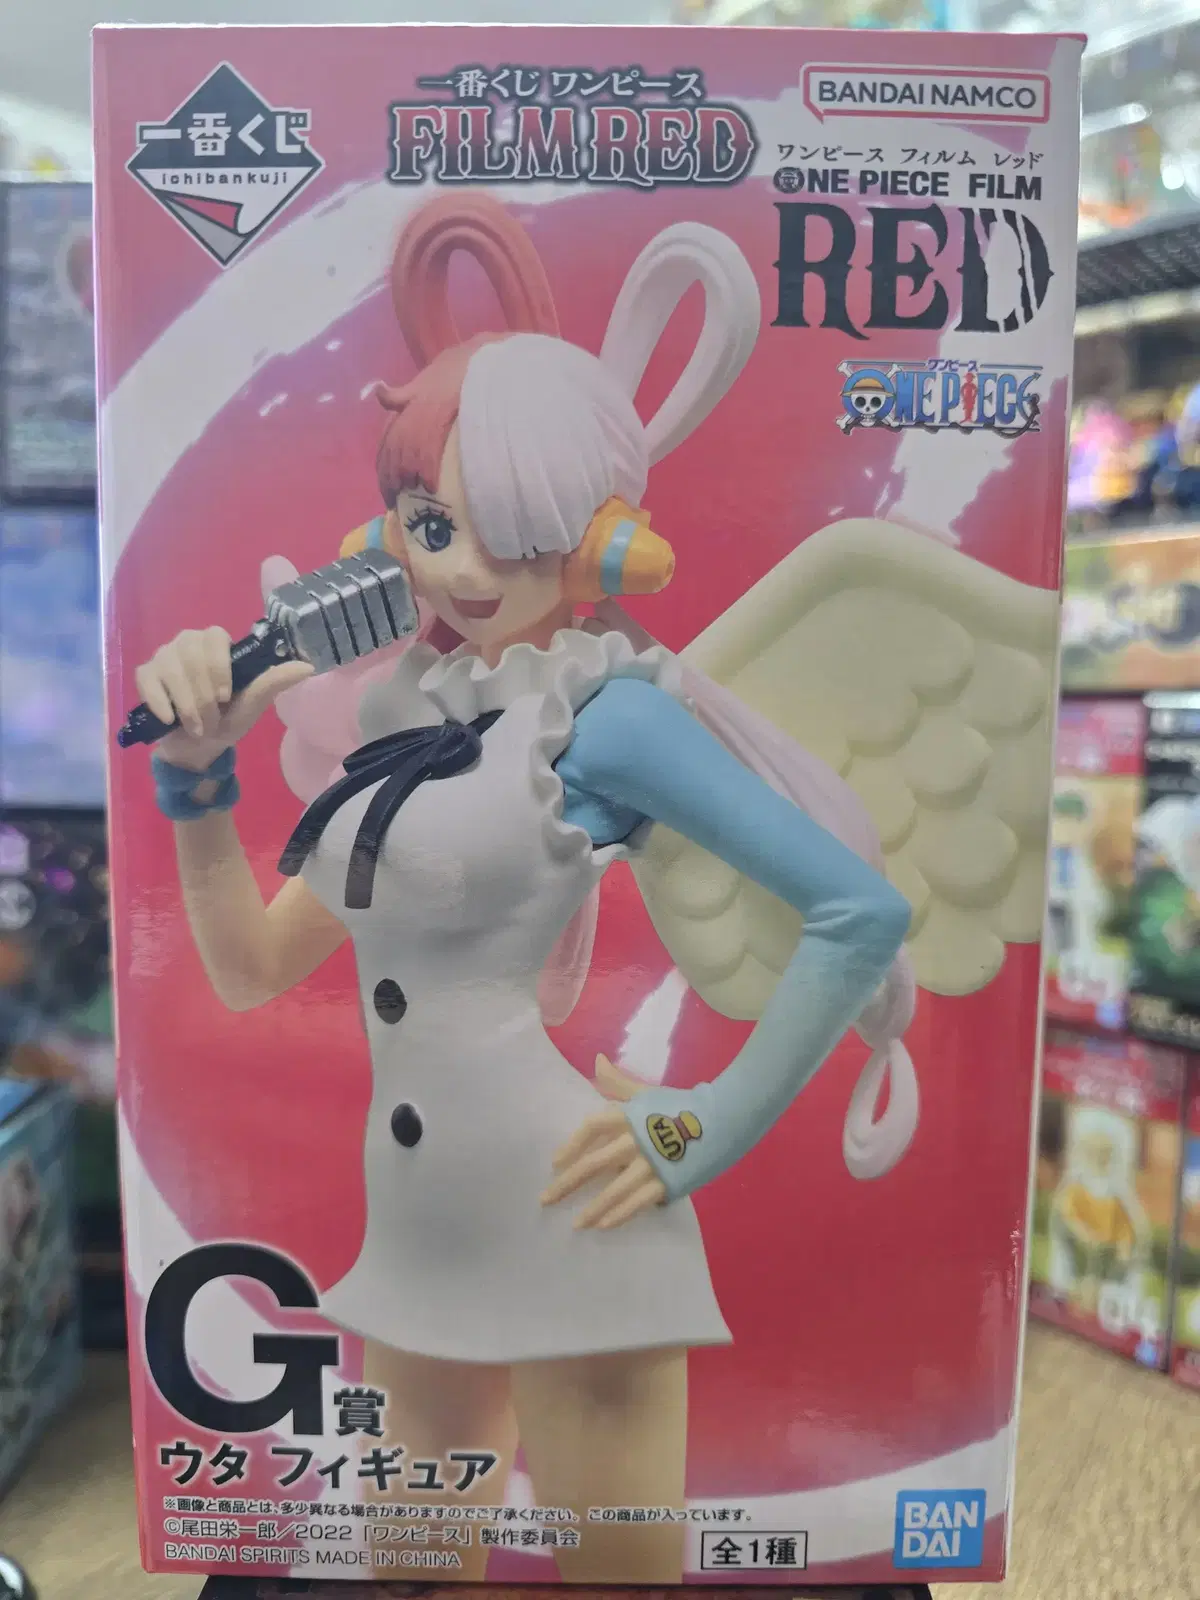 一番くじ
ichibankuji
一番くじ ワンピース
FILM RED
BANDAI NAMCO
ワンピース フィルム レッド
ONE PIECE FILM
RED
ワンピース
ONE PIECE
UTA
G賞
ウタ フィギュア
※画像と商品とは、多少異なる場合がありますのでご了承ください。この商品が入っています。
©尾田栄一郎／2022「ワンピース」製作委員会
BANDAI SPIRITS MADE IN CHINA
全1種
BAN
DAI